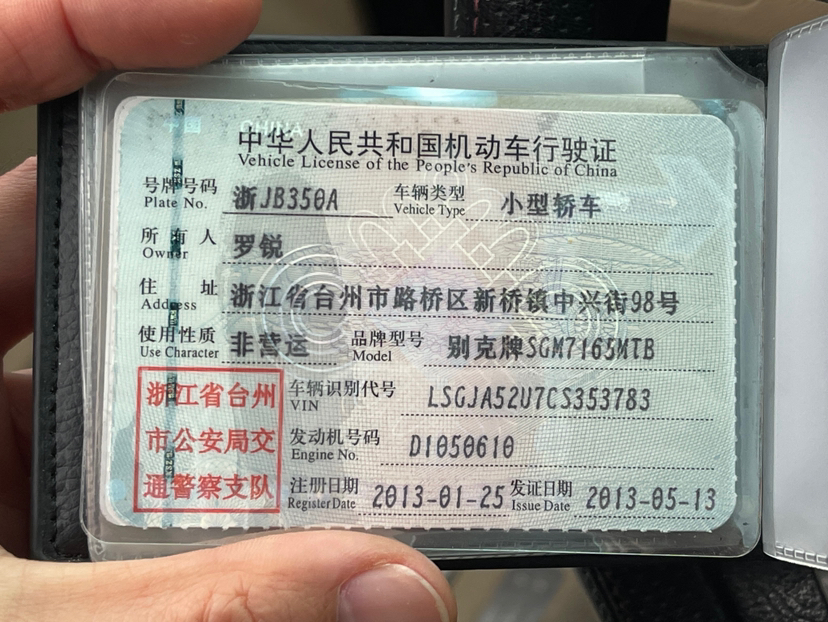 中国 CHINA
中华人民共和国机动车行驶证
Vehicle License of the People's Republic of China
号牌号码 浙JB350A 车辆类型 小型轿车
Plate No. Vehicle Type
所有人 罗锐
Owner
住址 浙江省台州市路桥区新桥镇中兴街98号
Address
使用性质 非营运 品牌型号 别克牌SGM7165MTB
Use Character Model
浙江省台州
市公安局交
通警察支队
车辆识别代号 LSGJA52U7CS353783
VIN
发动机号码 D1050610
Engine No.
注册日期 2013-01-25 发证日期 2013-05-13
Register Date Issue Date